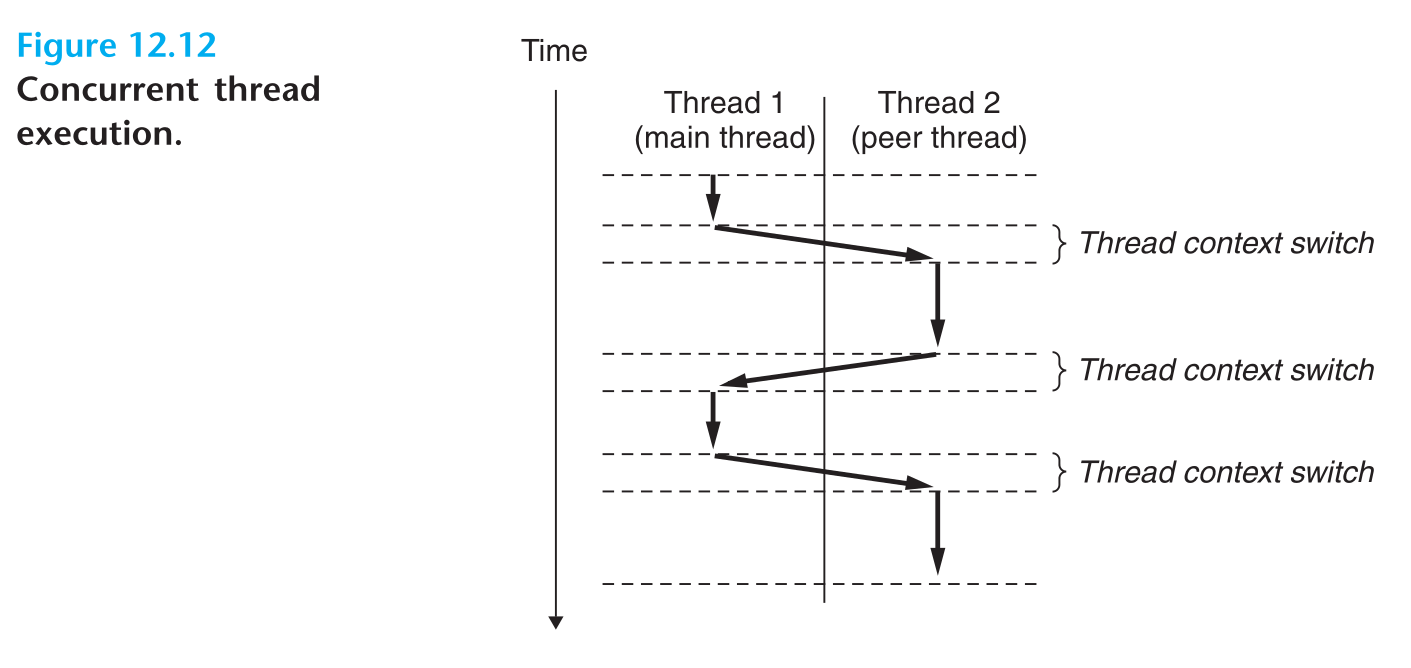 Figure 12.12
Concurrent thread
execution.
Time
Thread 1
(main thread)
Thread 2
(peer thread)
Thread context switch
Thread context switch
Thread context switch